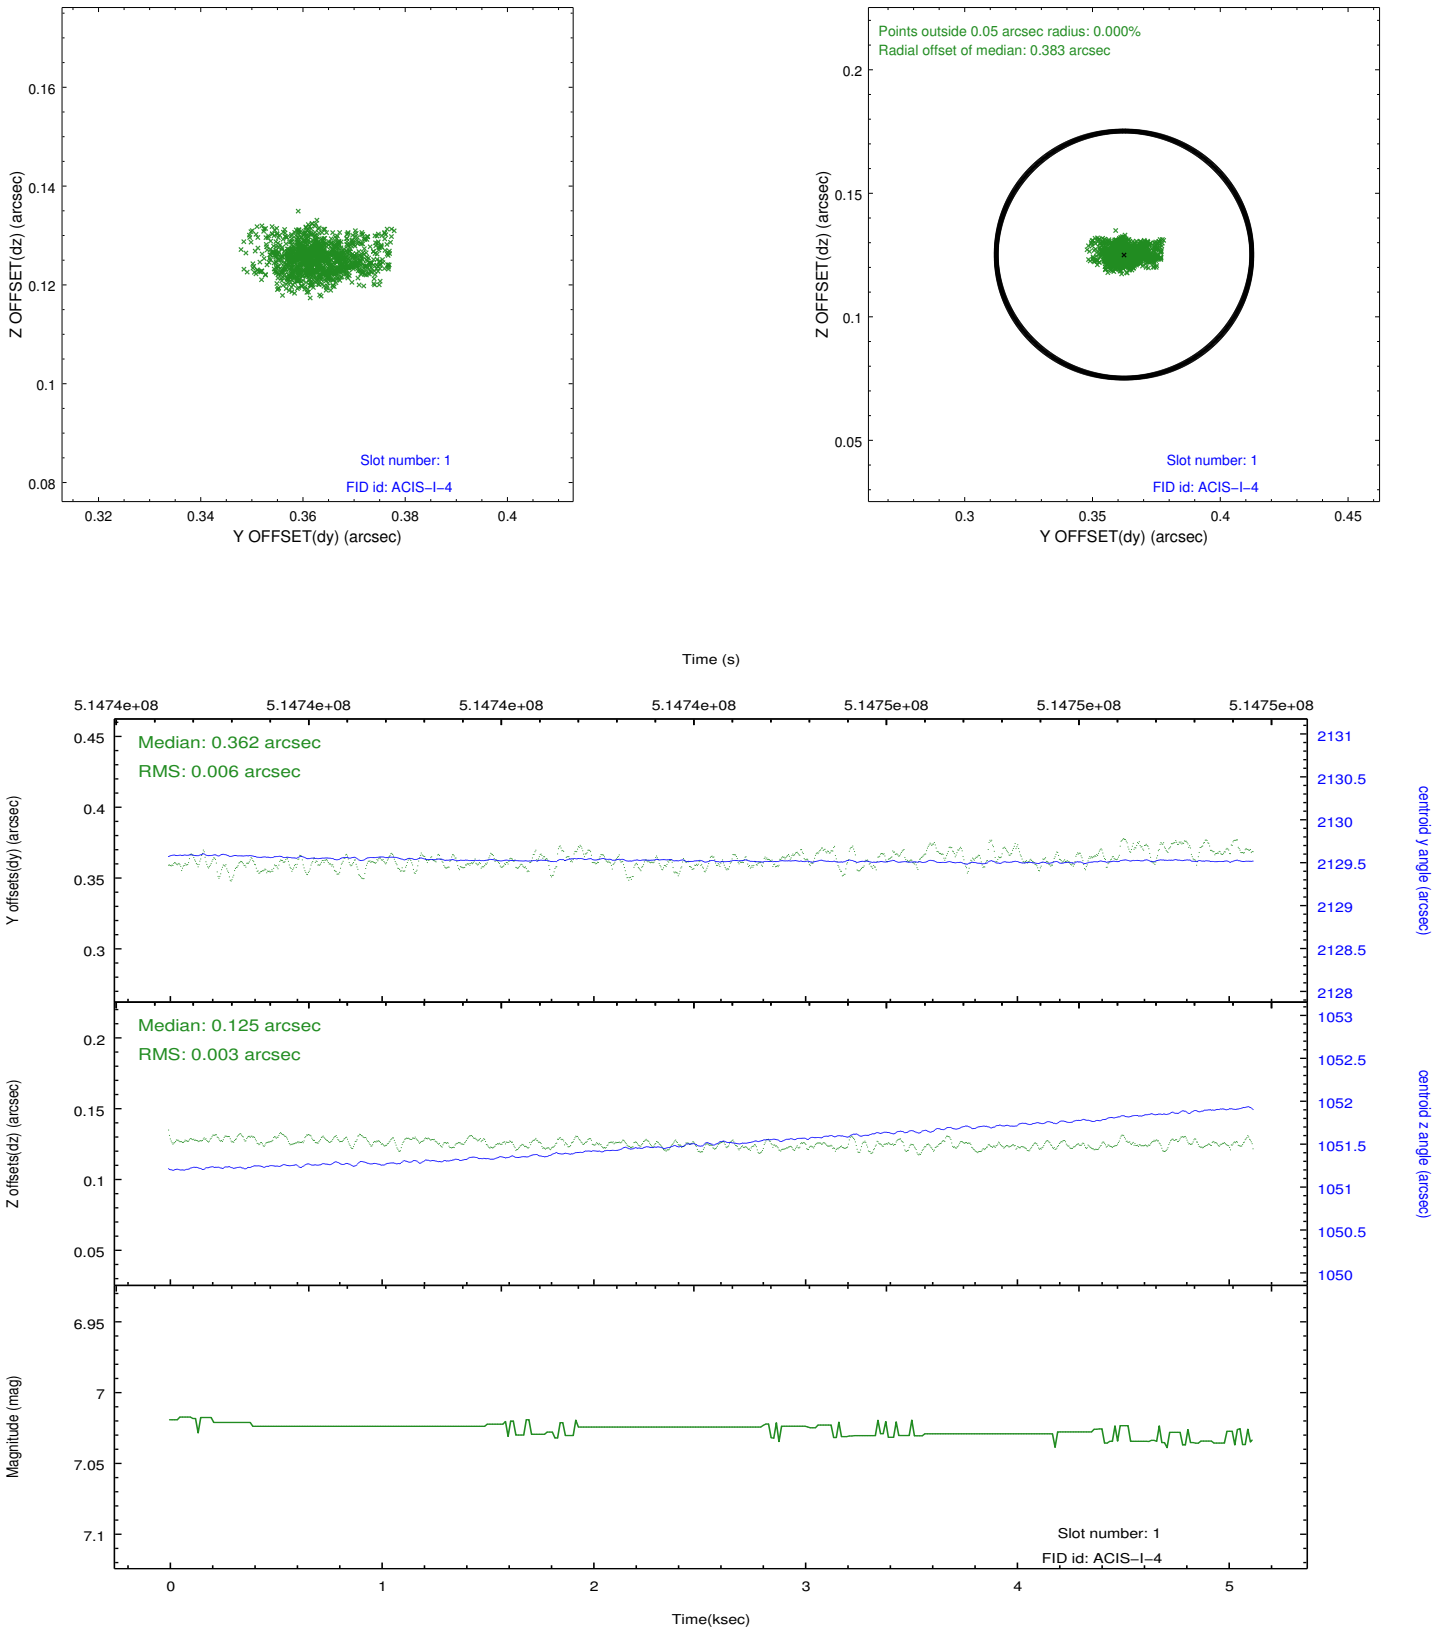 0.16
0.14
0.12
0.1
0.08
Z OFFSET(dz) (arcsec)
Slot number: 1
FID id: ACIS−I−4
0.32 0.34 0.36 0.38 0.4
Y OFFSET(dy) (arcsec)
Points outside 0.05 arcsec radius: 0.000%
Radial offset of median: 0.383 arcsec
0.2
0.15
0.1
0.05
Z OFFSET(dz) (arcsec)
Slot number: 1
FID id: ACIS−I−4
0.3 0.35 0.4 0.45
Y OFFSET(dy) (arcsec)
Time (s)
5.1474e+08 5.1474e+08 5.1474e+08 5.1474e+08 5.1475e+08 5.1475e+08 5.1475e+08
Median: 0.362 arcsec
RMS: 0.006 arcsec
0.45
0.4
0.35
0.3
Y offsets(dy) (arcsec)
2131
2130.5
2130
2129.5
2129
2128.5
2128
centroid y angle (arcsec)
Median: 0.125 arcsec
RMS: 0.003 arcsec
0.2
0.15
0.1
0.05
Z offsets(dz) (arcsec)
1053
1052.5
1052
1051.5
1051
1050.5
1050
centroid z angle (arcsec)
6.95
7
7.05
7.1
Magnitude (mag)
Slot number: 1
FID id: ACIS−I−4
0 1 2 3 4 5
Time(ksec)